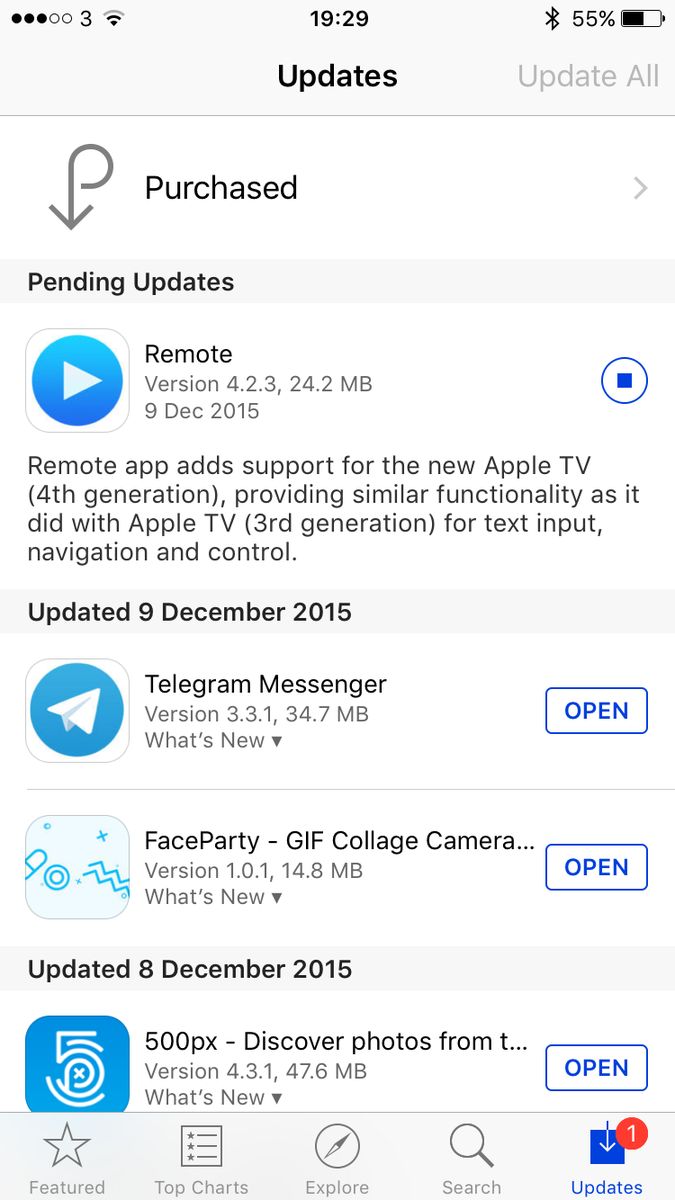 3 19:29 55%
Updates Update All
Purchased
Pending Updates
Remote
Version 4.2.3, 24.2 MB
9 Dec 2015
Remote app adds support for the new Apple TV
(4th generation), providing similar functionality as it
did with Apple TV (3rd generation) for text input,
navigation and control.
Updated 9 December 2015
Telegram Messenger
Version 3.3.1, 34.7 MB
What's New ▾
OPEN
FaceParty - GIF Collage Camera...
Version 1.0.1, 14.8 MB
What's New ▾
OPEN
Updated 8 December 2015
500px - Discover photos from t...
Version 4.3.1, 47.6 MB
What's New ▾
OPEN
1
Featured Top Charts Explore Search Updates